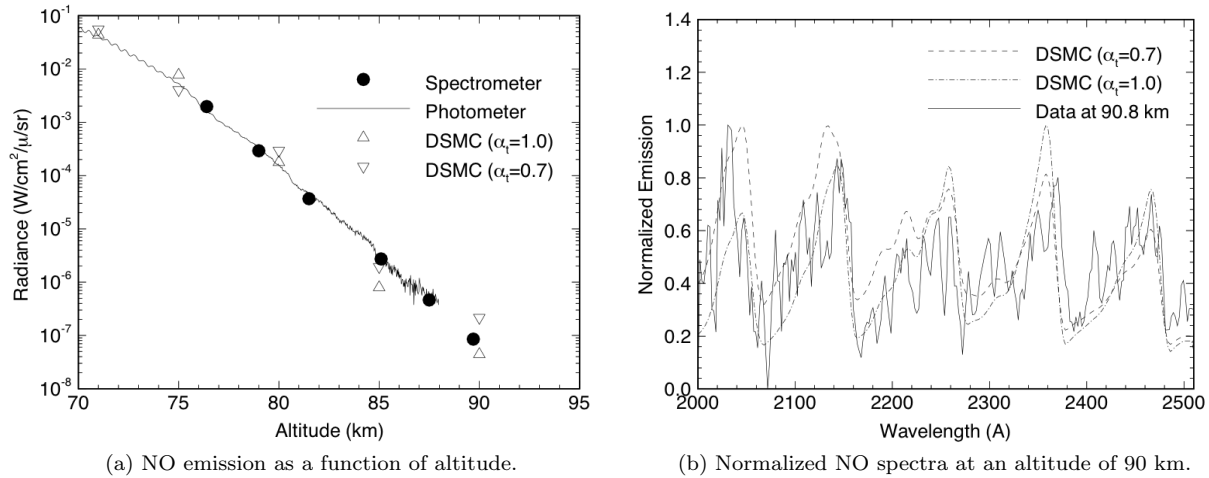 10⁻¹
10⁻²
10⁻³
10⁻⁴
10⁻⁵
10⁻⁶
10⁻⁷
10⁻⁸
Radiance (W/cm²/μ/sr)
Spectrometer
Photometer
DSMC (αₜ=1.0)
DSMC (αₜ=0.7)
70 75 80 85 90 95
Altitude (km)
(a) NO emission as a function of altitude.
1.4
1.2
1.0
0.8
0.6
0.4
0.2
0.0
Normalized Emission
DSMC (αₜ=0.7)
DSMC (αₜ=1.0)
Data at 90.8 km
2000 2100 2200 2300 2400 2500
Wavelength (A)
(b) Normalized NO spectra at an altitude of 90 km.